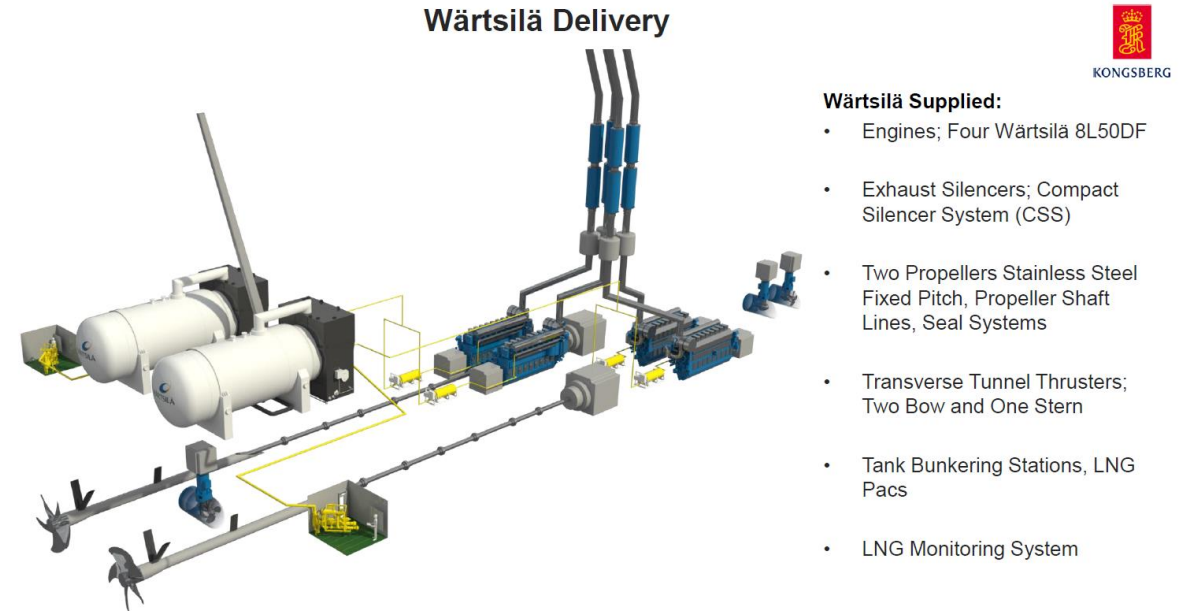 Wärtsilä Delivery
KONGSBERG
Wärtsilä Supplied:
• Engines; Four Wärtsilä 8L50DF
• Exhaust Silencers; Compact
Silencer System (CSS)
• Two Propellers Stainless Steel
Fixed Pitch, Propeller Shaft
Lines, Seal Systems
• Transverse Tunnel Thrusters;
Two Bow and One Stern
• Tank Bunkering Stations, LNG
Pacs
• LNG Monitoring System